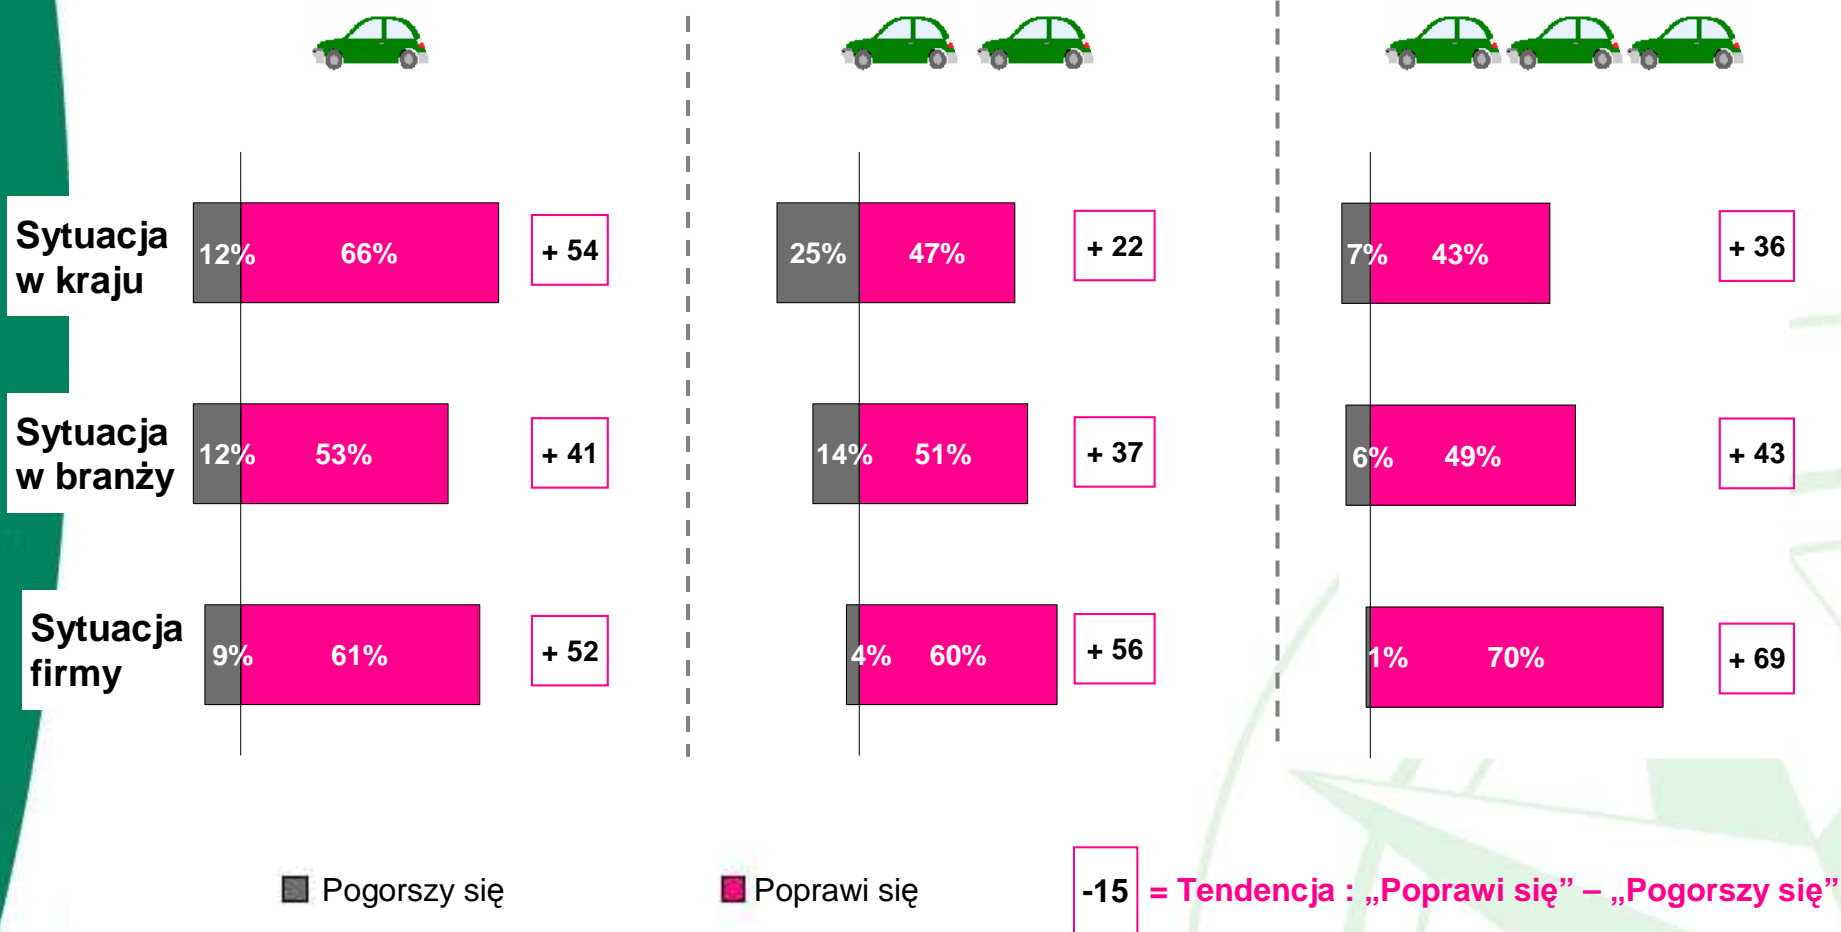 Sytuacja
w kraju
12% 66% + 54 25% 47% + 22 7% 43% + 36
Sytuacja
w branży
12% 53% + 41 14% 51% + 37 6% 49% + 43
Sytuacja
firmy
9% 61% + 52 4% 60% + 56 1% 70% + 69
Pogorszy się Poprawi się -15 = Tendencja : „Poprawi się” – „Pogorszy się”